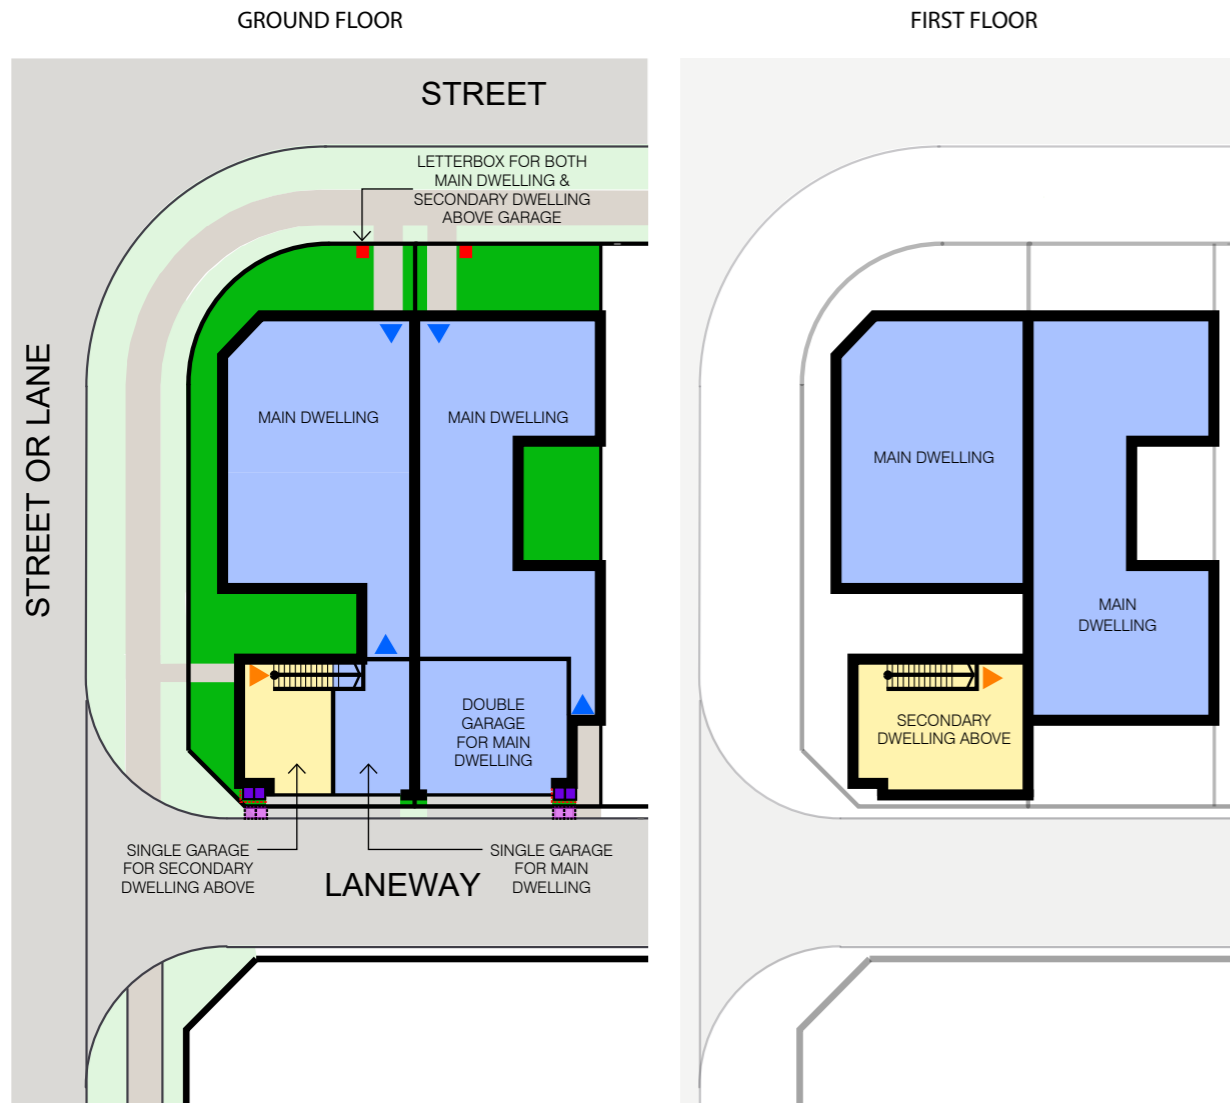 GROUND FLOOR
FIRST FLOOR
STREET
LETTERBOX FOR BOTH
MAIN DWELLING &
SECONDARY DWELLING
ABOVE GARAGE
STREET OR LANE
MAIN DWELLING
MAIN DWELLING
DOUBLE
GARAGE
FOR MAIN
DWELLING
SINGLE GARAGE
FOR SECONDARY
DWELLING ABOVE
LANEWAY
SINGLE GARAGE
FOR MAIN
DWELLING
MAIN DWELLING
MAIN
DWELLING
SECONDARY
DWELLING ABOVE